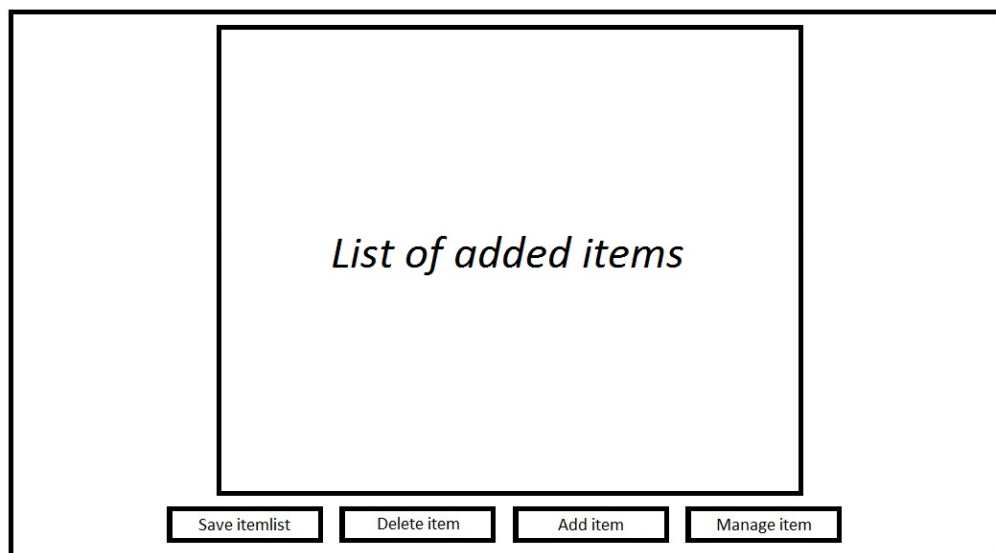 List of added items
Save itemlist
Delete item
Add item
Manage item